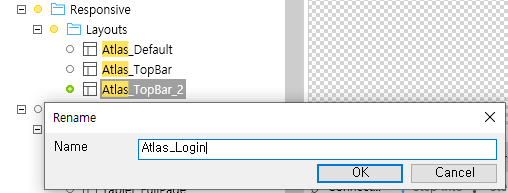 Responsive
Layouts
Atlas_Default
Atlas_TopBar
Atlas_TopBar_2
Rename
Name
Atlas_Login
OK
Cancel